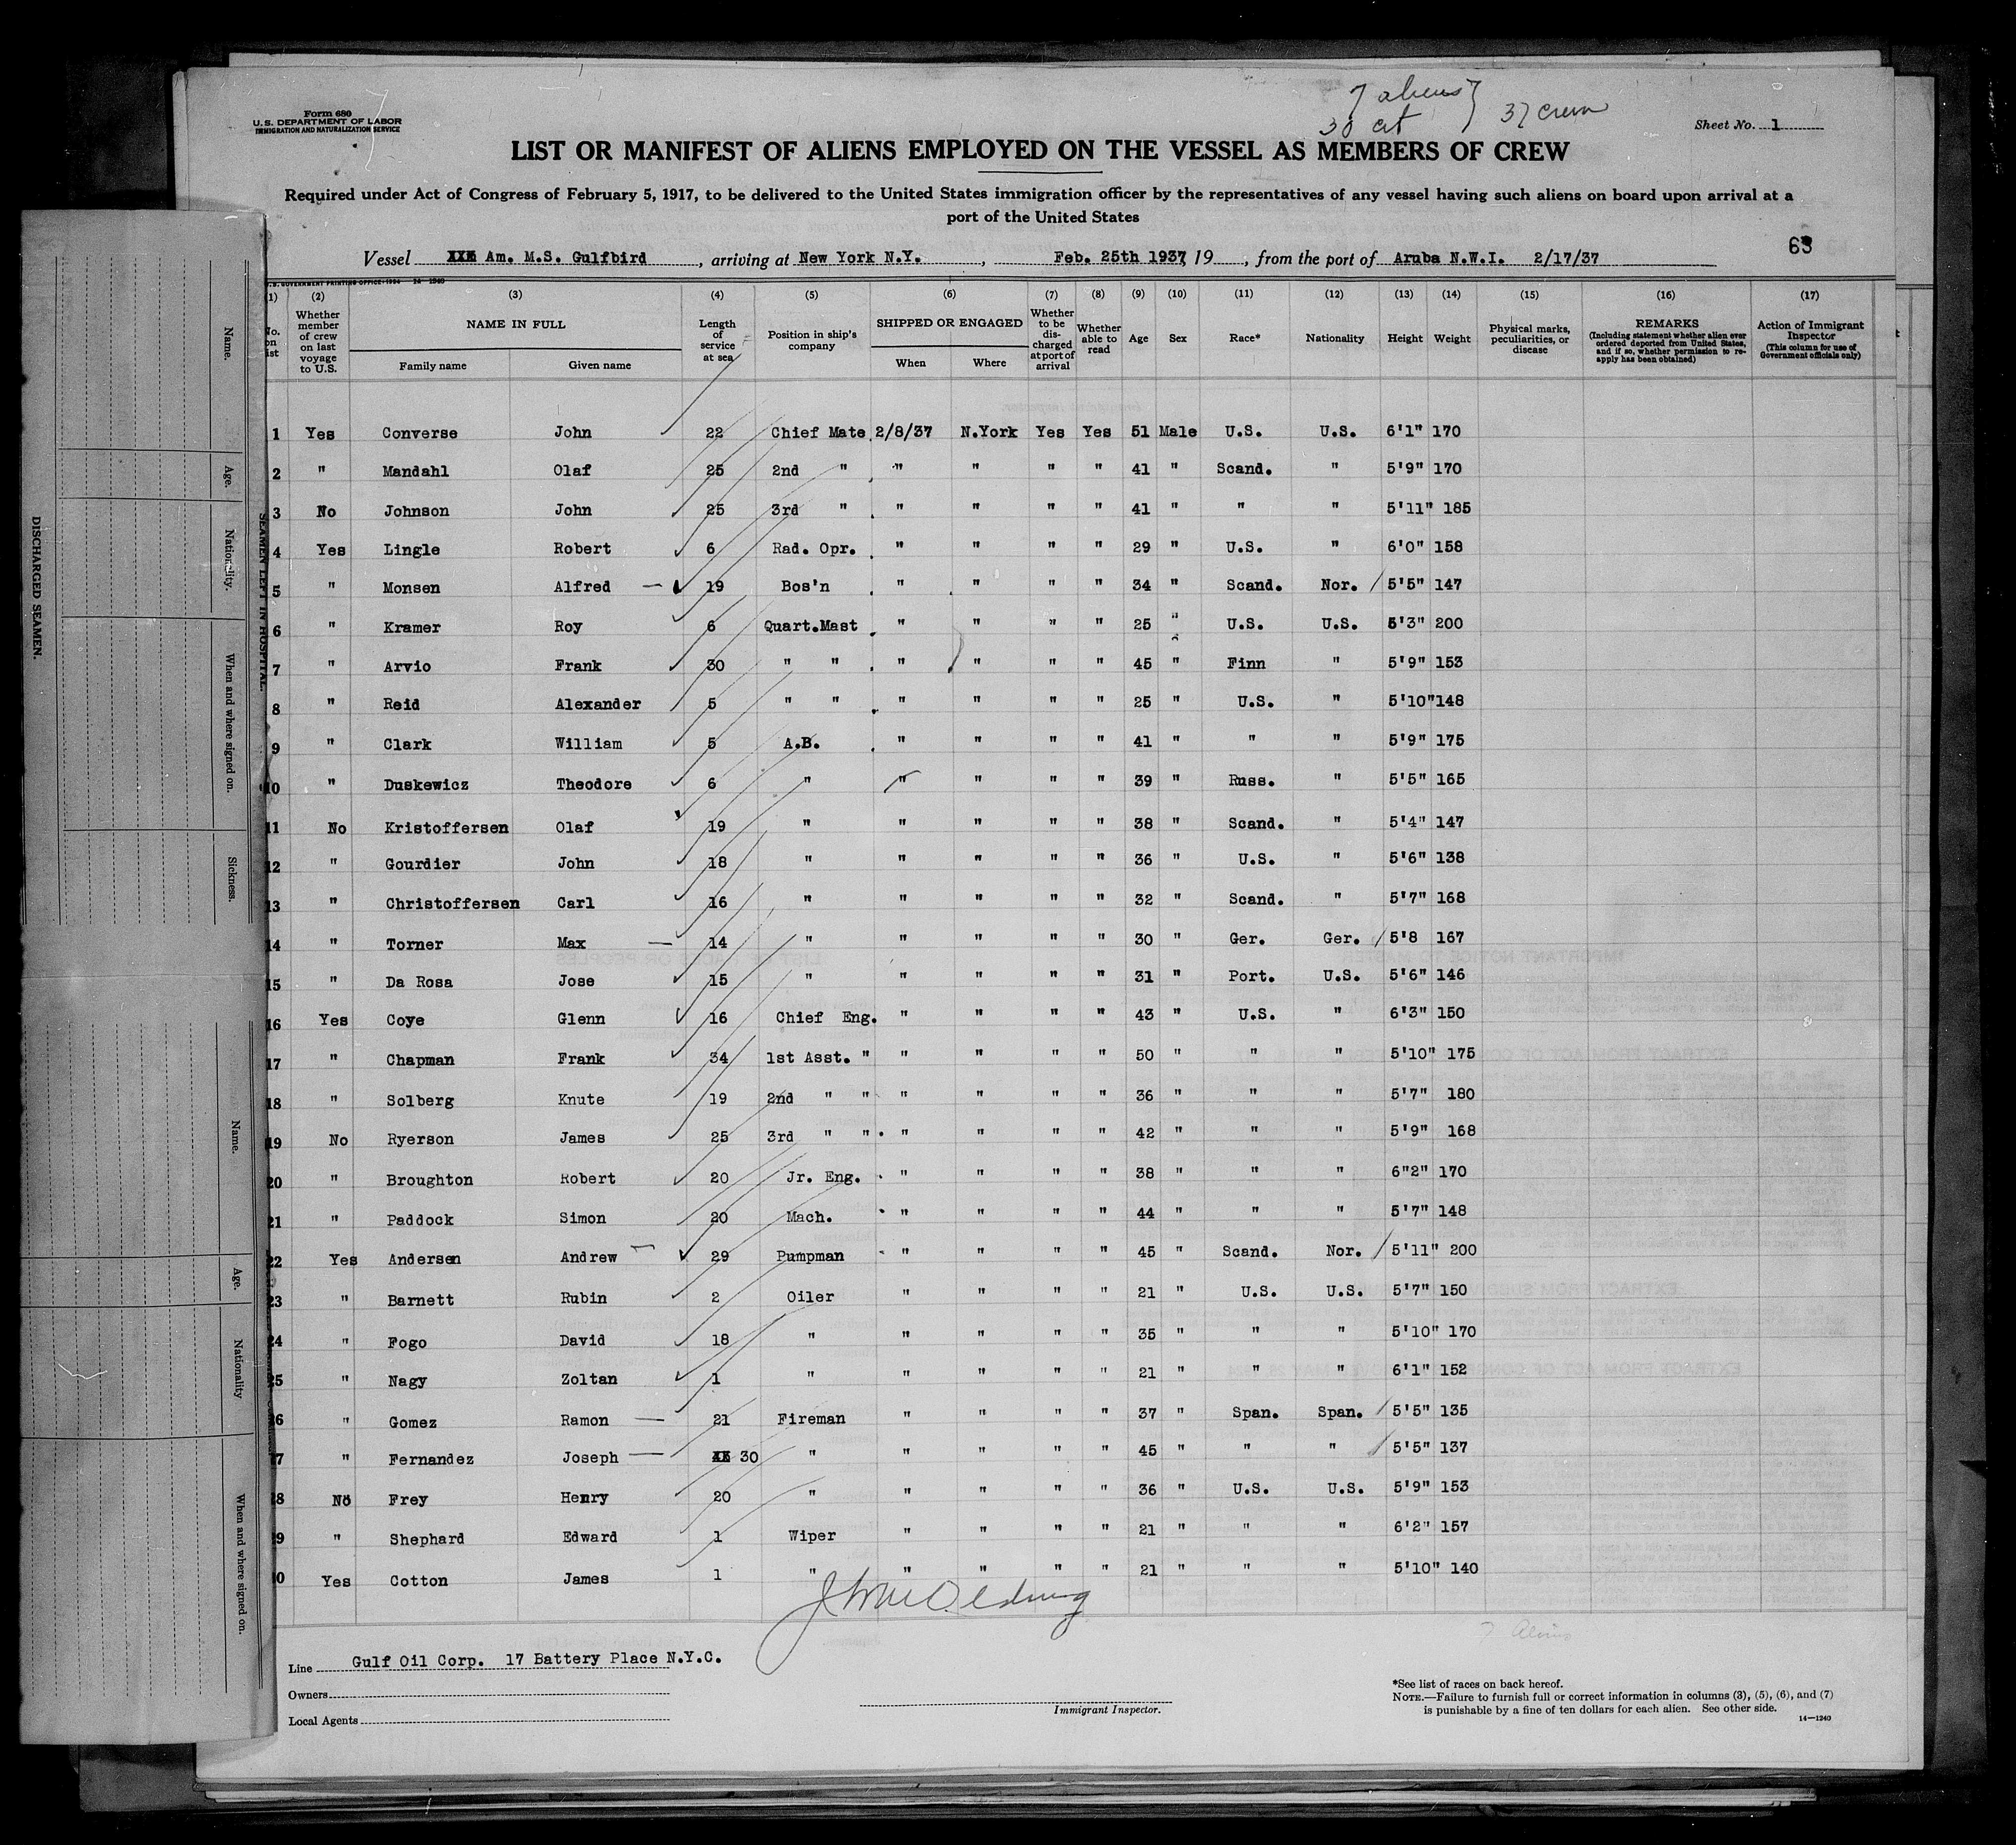 Form 680
U.S. DEPARTMENT OF LABOR
IMMIGRATION AND NATURALIZATION SERVICE
7 aliens
30 cit } 37 crew
Sheet No. 1
LIST OR MANIFEST OF ALIENS EMPLOYED ON THE VESSEL AS MEMBERS OF CREW
Required under Act of Congress of February 5, 1917, to be delivered to the United States immigration officer by the representatives of any vessel having such aliens on board upon arrival at a
port of the United States
63
Vessel Am. M.S. Gulfbird, arriving at New York N.Y., Feb. 25th 1937, 19, from the port of Aruba N.W.I. 2/17/37
U.S. GOVERNMENT PRINTING OFFICE: 1934 14-1240
(1) (2) (3) (4) (5) (6) (7) (8) (9) (10) (11) (12) (13) (14) (15) (16) (17)
No. on list
Whether member of crew on last voyage to U.S.
NAME IN FULL
Family name Given name
Length of service at sea
Position in ship's company
SHIPPED OR ENGAGED
When Where
Whether to be discharged at port of arrival
Whether able to read
Age
Sex
Race*
Nationality
Height
Weight
Physical marks, peculiarities, or disease
REMARKS
(Including statement whether alien ever ordered deported from United States, and if so, whether permission to reapply has been obtained)
Action of Immigrant Inspector
(This column for use of Government officials only)
1 Yes Converse John 22 Chief Mate 2/8/37 N.York Yes Yes 51 Male U.S. U.S. 6'1" 170
2 " Mandahl Olaf 25 2nd " " " " " 41 " Scand. " 5'9" 170
3 No Johnson John 25 3rd " " " " " 41 " " " 5'11" 185
4 Yes Lingle Robert 6 Rad. Opr. " " " " 29 " U.S. " 6'0" 158
5 " Monsen Alfred 19 Bos'n " " " " 34 " Scand. Nor. 5'5" 147
6 " Kramer Roy 6 Quart.Mast " " " " 25 " U.S. U.S. 5'3" 200
7 " Arvio Frank 30 " " " " " " 45 " Finn " 5'9" 153
8 " Reid Alexander 5 " " " " " " 25 " U.S. " 5'10" 148
9 " Clark William 5 A.B. " " " " 41 " " " 5'9" 175
10 " Duskewicz Theodore 6 " " " " " 39 " Russ. " 5'5" 165
11 No Kristoffersen Olaf 19 " " " " " 38 " Scand. " 5'4" 147
12 " Gourdier John 18 " " " " " 36 " U.S. " 5'6" 138
13 " Christoffersen Carl 16 " " " " " 32 " Scand. " 5'7" 168
14 " Torner Max 14 " " " " " 30 " Ger. Ger. 5'8 167
15 " Da Rosa Jose 15 " " " " " 31 " Port. U.S. 5'6" 146
16 Yes Coye Glenn 16 Chief Eng. " " " " 43 " U.S. " 6'3" 150
17 " Chapman Frank 34 1st Asst. " " " " " 50 " " " 5'10" 175
18 " Solberg Knute 19 2nd " " " " " " 36 " " " 5'7" 180
19 No Ryerson James 25 3rd " " " " " " 42 " " " 5'9" 168
20 " Broughton Robert 20 Jr. Eng. " " " " 38 " " " 6"2" 170
21 " Paddock Simon 20 Mach. " " " " 44 " " " 5'7" 148
22 Yes Andersen Andrew 29 Pumpman " " " " 45 " Scand. Nor. 5'11" 200
23 " Barnett Rubin 2 Oiler " " " " 21 " U.S. U.S. 5'7" 150
24 " Fogo David 18 " " " " " 35 " " " 5'10" 170
25 " Nagy Zoltan 1 " " " " " 21 " " " 6'1" 152
26 " Gomez Ramon 21 Fireman " " " " 37 " Span. Span. 5'5" 135
27 " Fernandez Joseph 30 " " " " " 45 " " " 5'5" 137
28 No Frey Henry 20 " " " " " 36 " U.S. U.S. 5'9" 153
29 " Shephard Edward 1 Wiper " " " " 21 " " " 6'2" 157
30 Yes Cotton James 1 " " " " " 21 " " " 5'10" 140
7 Aliens
Line Gulf Oil Corp. 17 Battery Place N.Y.C.
Owners
Local Agents
Immigrant Inspector.
*See list of races on back hereof.
NOTE.—Failure to furnish full or correct information in columns (3), (5), (6), and (7)
is punishable by a fine of ten dollars for each alien. See other side.
14-1240
DISCHARGED SEAMEN.
Name.
Age.
Nationality.
When and where signed on.
Sickness.
SEAMEN LEFT IN HOSPITAL.
Name.
Age.
Nationality
When and where signed on.